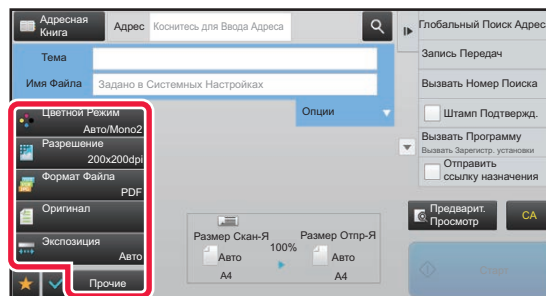 Адресная
Книга
Адрес
Коснитесь для Ввода Адреса
Тема
Имя Файла
Задано в Системных Настройках
Опции
Цветной Режим
Авто/Mono2
Разрешение
200x200dpi
Формат Файла
PDF
Оригинал
Экспозиция
Авто
Прочие
Размер Скан-Я
Авто
A4
100%
Размер Отпр-Я
Авто
A4
Глобальный Поиск Адрес
Запись Передач
Вызвать Номер Поиска
Штамп Подтвержд.
Вызвать Программу
Вызвать Зарегистр. установки
Отправить
ссылку назначения
Предварит.
Просмотр
CA
Старт